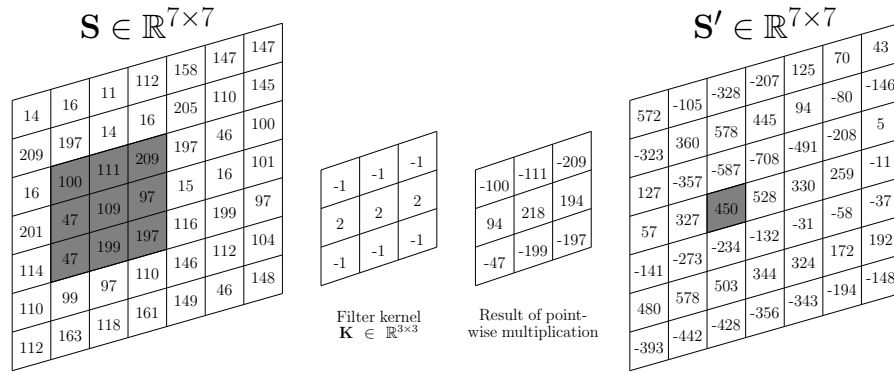 S ∈ ℝ^{7×7}
14 16 11 112 158 147 147
209 197 14 16 205 110 145
16 100 111 209 197 46 100
201 47 109 97 15 16 101
114 47 199 197 116 199 97
110 99 97 110 146 112 104
112 163 118 161 149 46 148
-1 -1 -1
2 2 2
-1 -1 -1
Filter kernel
K ∈ ℝ^{3×3}
-100 -111 -209
94 218 194
-47 -199 -197
Result of point-
wise multiplication
S′ ∈ ℝ^{7×7}
572 -105 -328 -207 125 70 43
-323 360 578 445 94 -80 -146
127 -357 -587 -708 -491 -208 5
57 327 450 528 330 259 -11
-141 -273 -234 -132 -31 -58 -37
480 578 503 344 324 172 192
-393 -442 -428 -356 -343 -194 -148